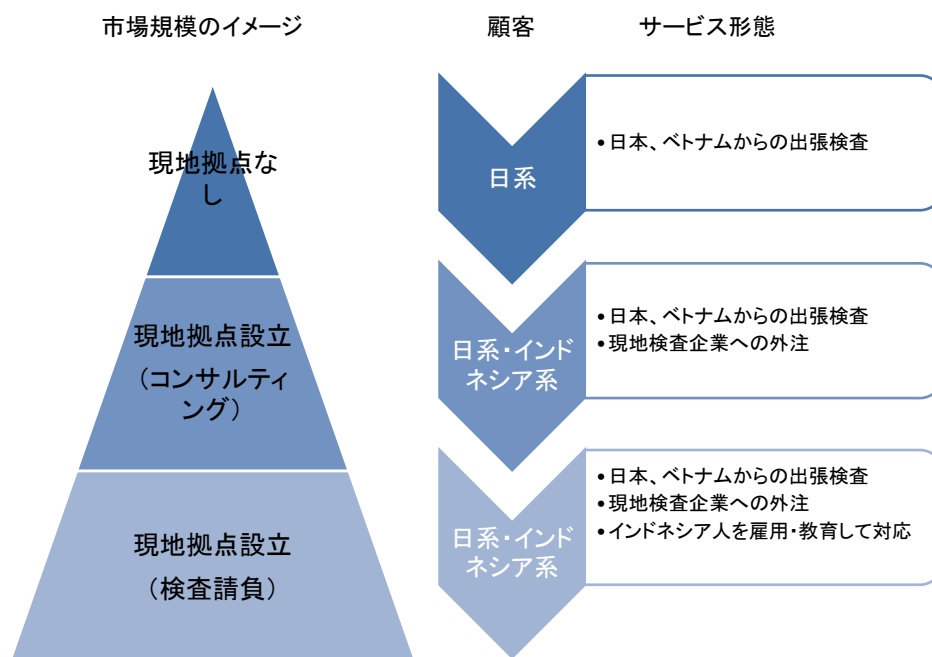 市場規模のイメージ
顧客
サービス形態
現地拠点な
し
日系
•日本、ベトナムからの出張検査
現地拠点設立
（コンサルティ
ング）
日系・インド
ネシア系
•日本、ベトナムからの出張検査
•現地検査企業への外注
現地拠点設立
（検査請負）
日系・インド
ネシア系
•日本、ベトナムからの出張検査
•現地検査企業への外注
•インドネシア人を雇用・教育して対応